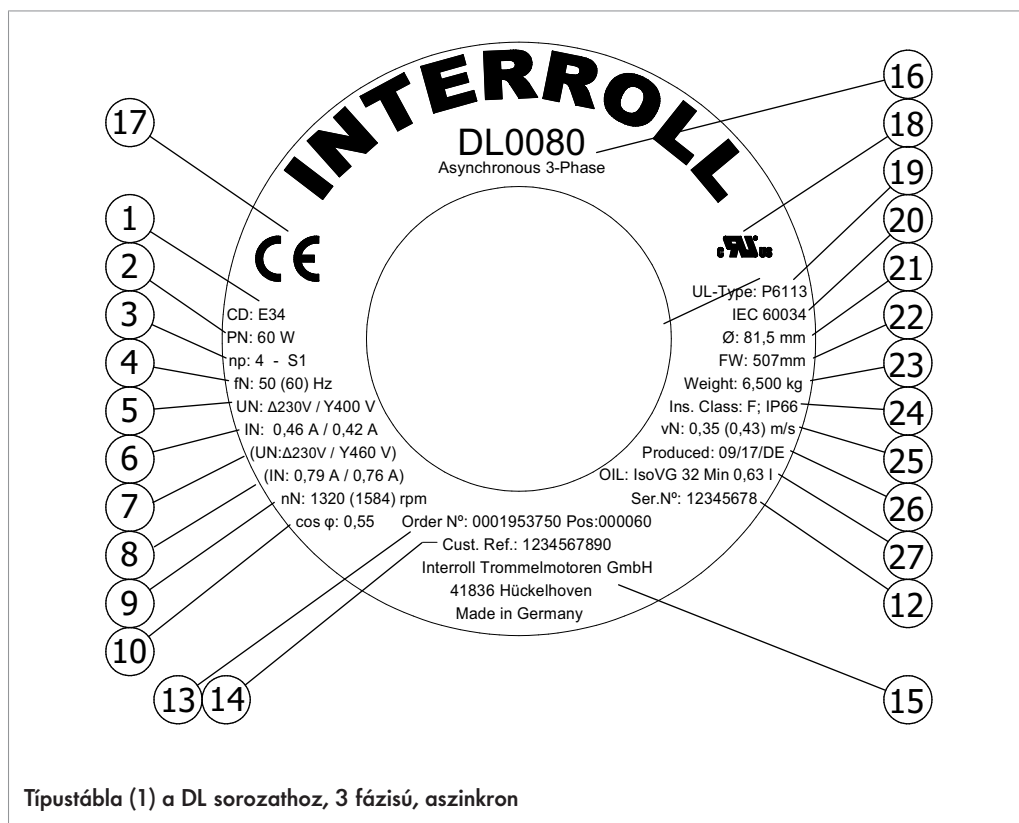 INTERROLL
DL0080
Asynchronous 3-Phase
CE
c RU us
CD: E34
PN: 60 W
np: 4 - S1
fN: 50 (60) Hz
UN: Δ230V / Y400 V
IN: 0,46 A / 0,42 A
(UN:Δ230V / Y460 V)
(IN: 0,79 A / 0,76 A)
nN: 1320 (1584) rpm
cos φ: 0,55
UL-Type: P6113
IEC 60034
Ø: 81,5 mm
FW: 507mm
Weight: 6,500 kg
Ins. Class: F; IP66
vN: 0,35 (0,43) m/s
Produced: 09/17/DE
OIL: IsoVG 32 Min 0,63 l
Ser.Nº: 12345678
Order Nº: 0001953750 Pos:000060
Cust. Ref.: 1234567890
Interroll Trommelmotoren GmbH
41836 Hückelhoven
Made in Germany
17
1
2
3
4
5
6
7
8
9
10
13
14
16
18
19
20
21
22
23
24
25
26
27
12
15
Típustábla (1) a DL sorozathoz, 3 fázisú, aszinkron